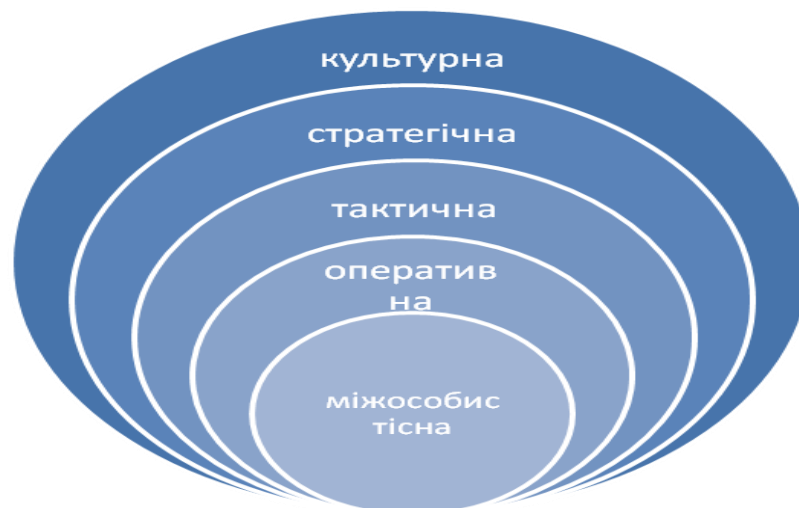 культурна
стратегічна
тактична
оператив
на
міжособис
тісна